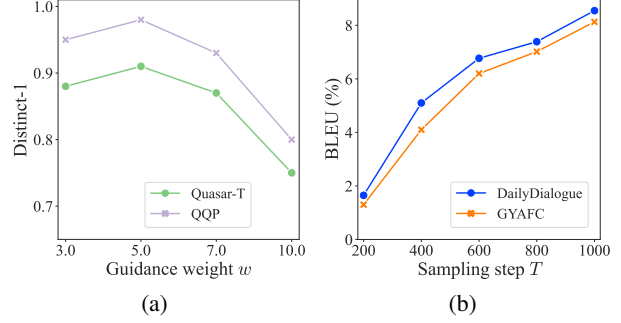 1.0
0.9
0.8
0.7
Distinct-1
3.0 5.0 7.0 10.0
Guidance weight w
Quasar-T
QQP
(a)
8
6
4
2
0
BLEU (%)
200 400 600 800 1000
Sampling step T
DailyDialogue
GYAFC
(b)